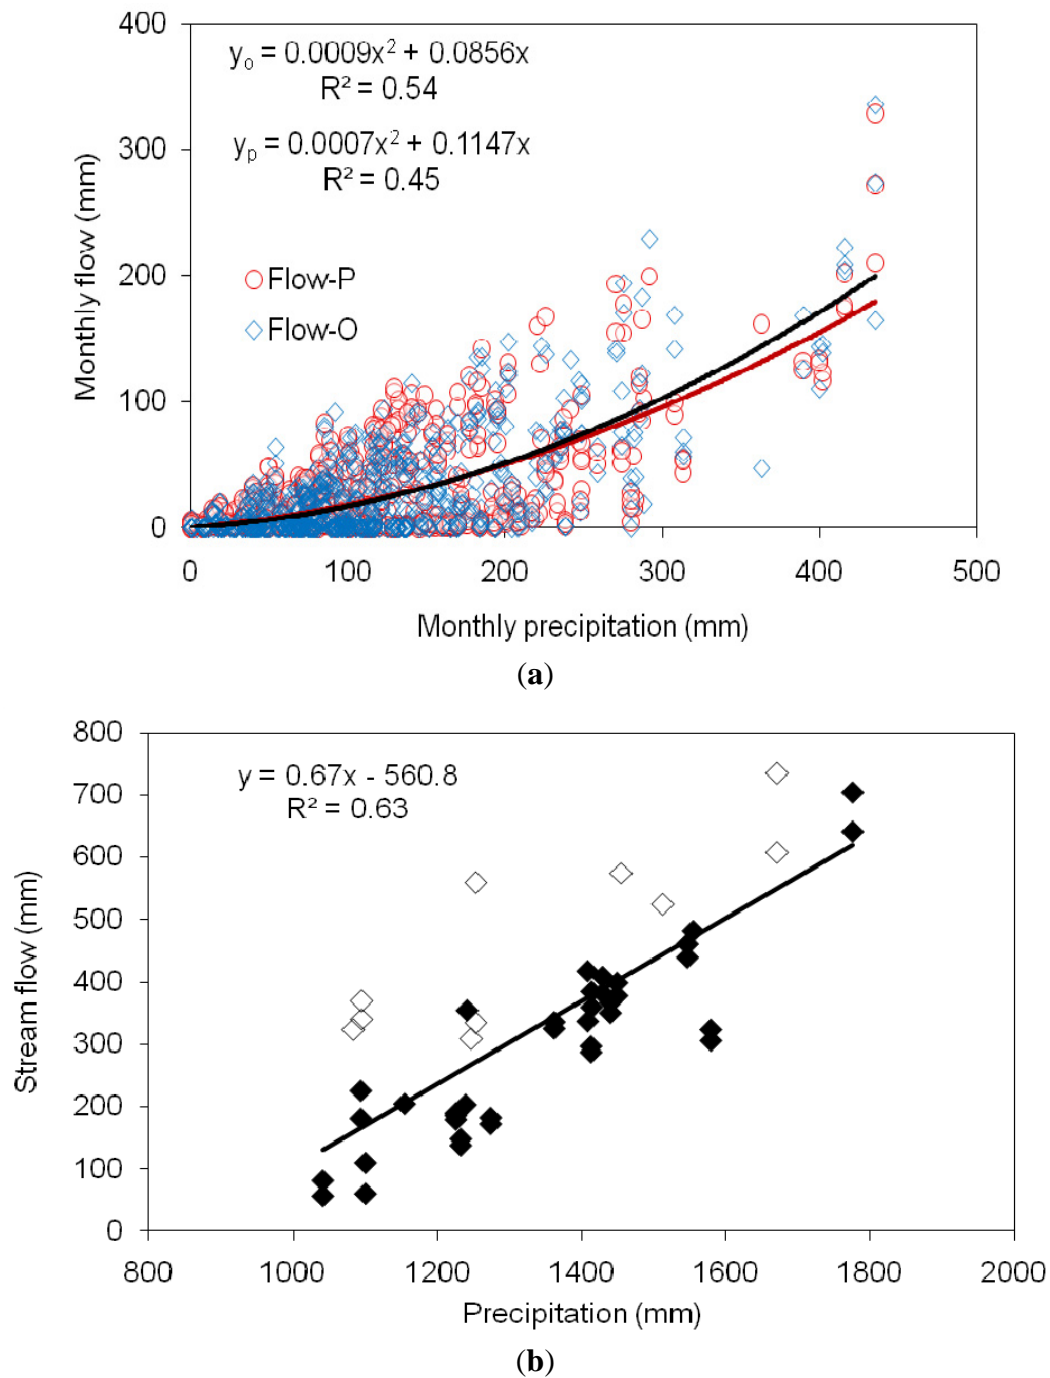 400
300
200
100
0
Monthly flow (mm)
yₒ = 0.0009x² + 0.0856x
R² = 0.54
yₚ = 0.0007x² + 0.1147x
R² = 0.45
Flow-P
Flow-O
0 100 200 300 400 500
Monthly precipitation (mm)
(a)
800
700
600
500
400
300
200
100
0
Stream flow (mm)
y = 0.67x - 560.8
R² = 0.63
800 1000 1200 1400 1600 1800 2000
Precipitation (mm)
(b)